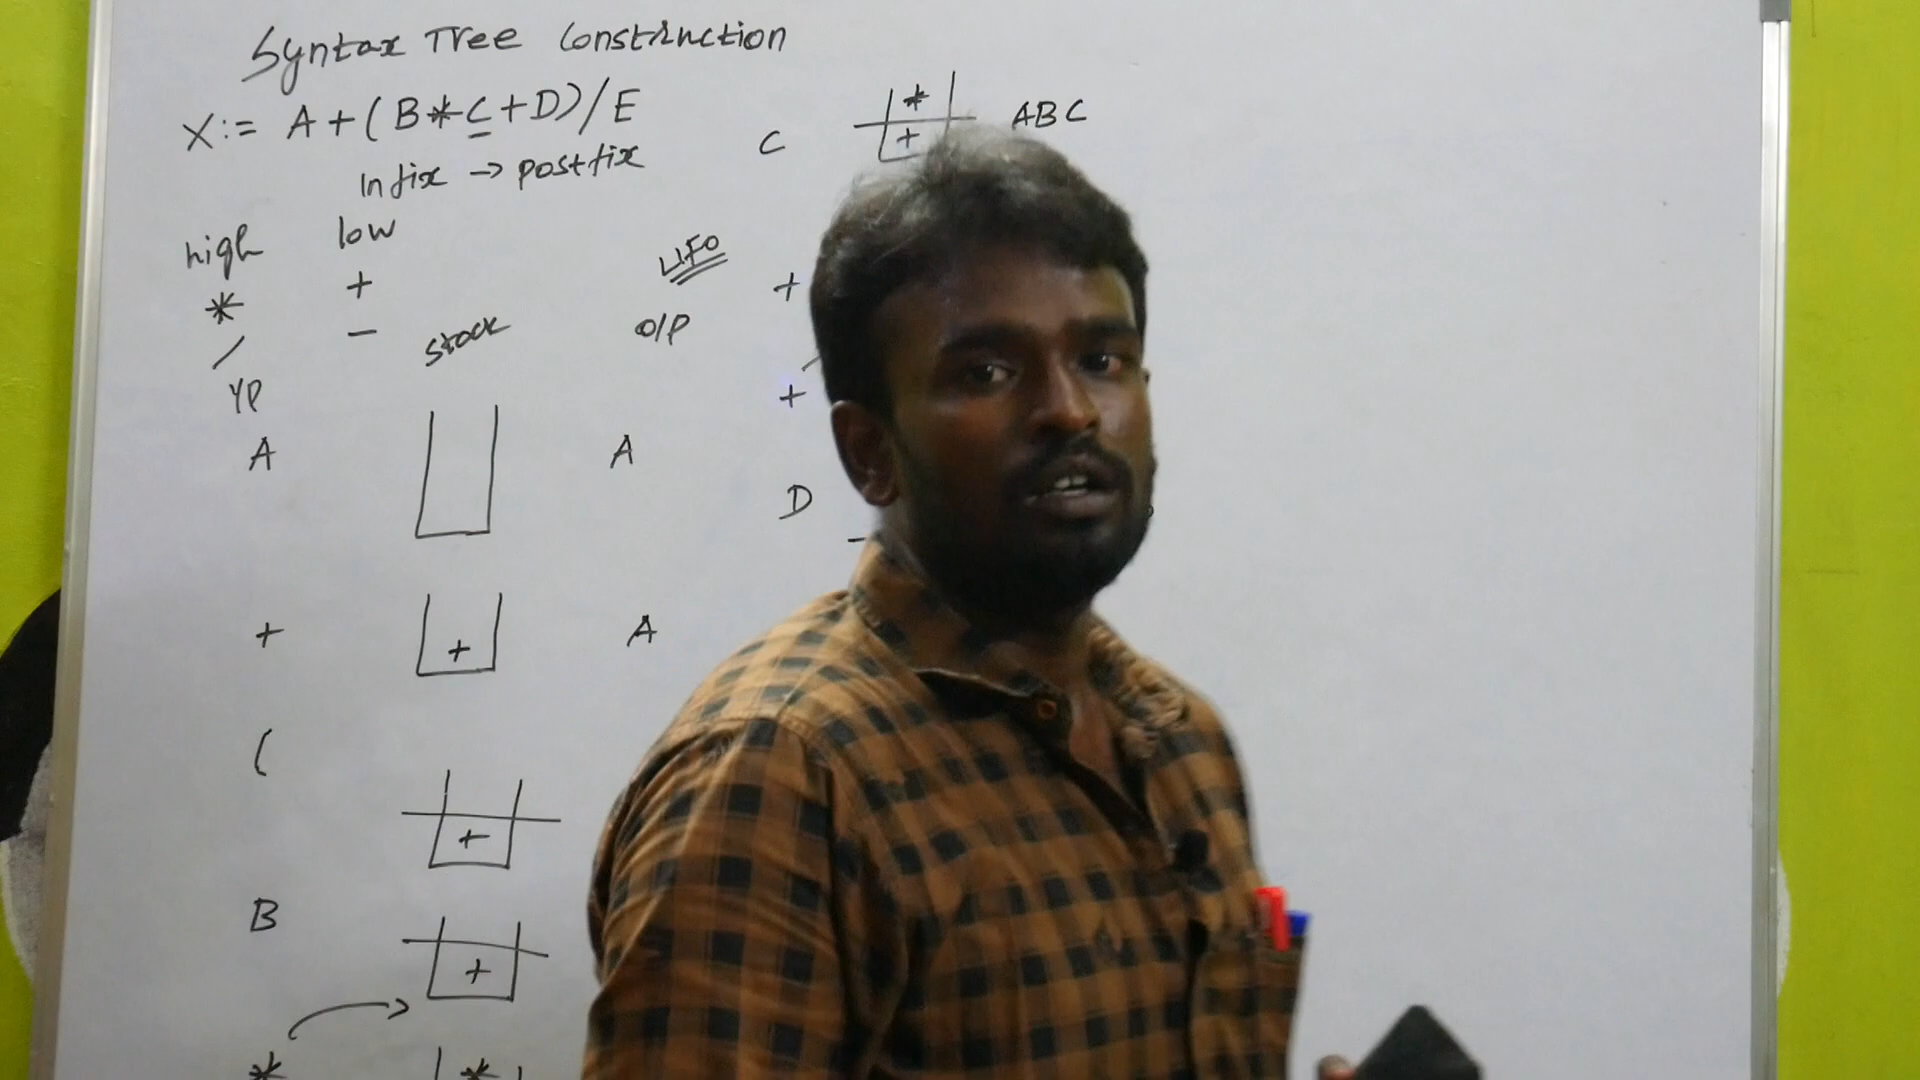 Syntax Tree Construction
X:= A+(B*C+D)/E
Infix → postfix
high low
* +
/ -
stack LIFO O/P
I/P
A A
+ + A
(
+
B +
* *
C * ABC
+
+
+
D